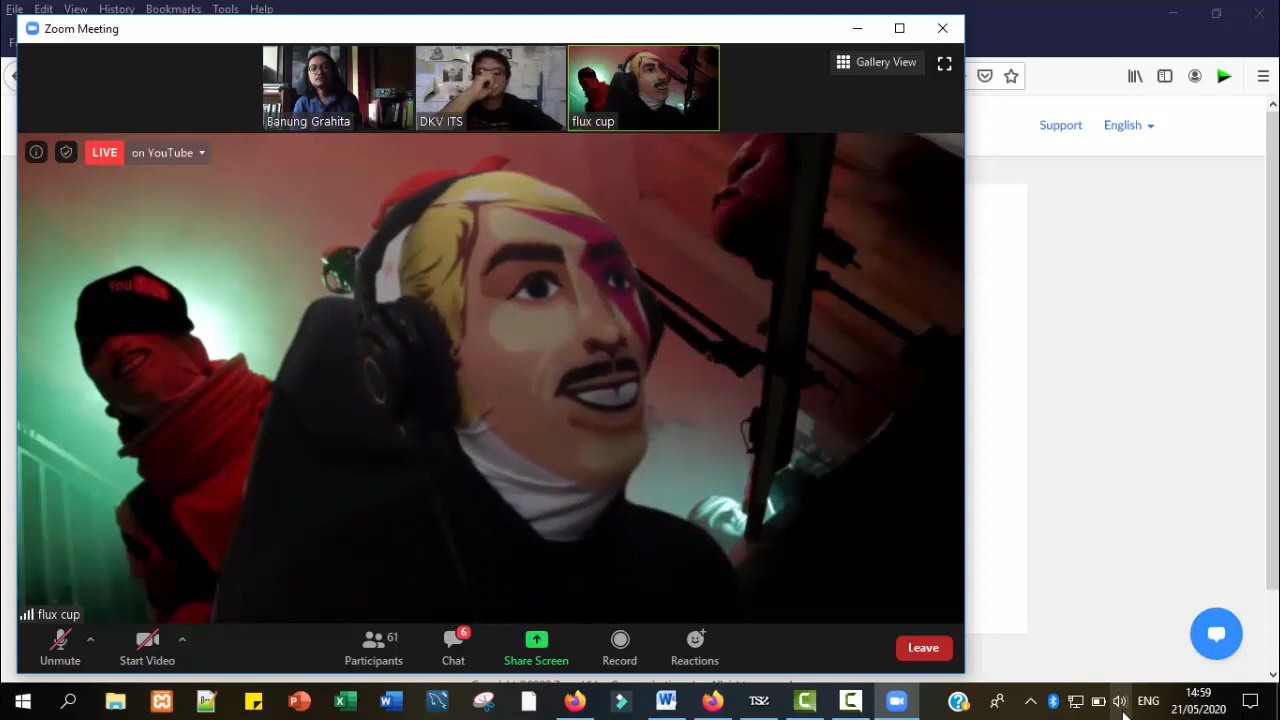 File Edit View History Bookmarks Tools Help
Zoom Meeting
Gallery View
Banung Grahita
DKV ITS
flux cup
Support
English
LIVE on YouTube
You
flux cup
61
6
Unmute
Start Video
Participants
Chat
Share Screen
Record
Reactions
Leave
TSZ
ENG
14:59
21/05/2020